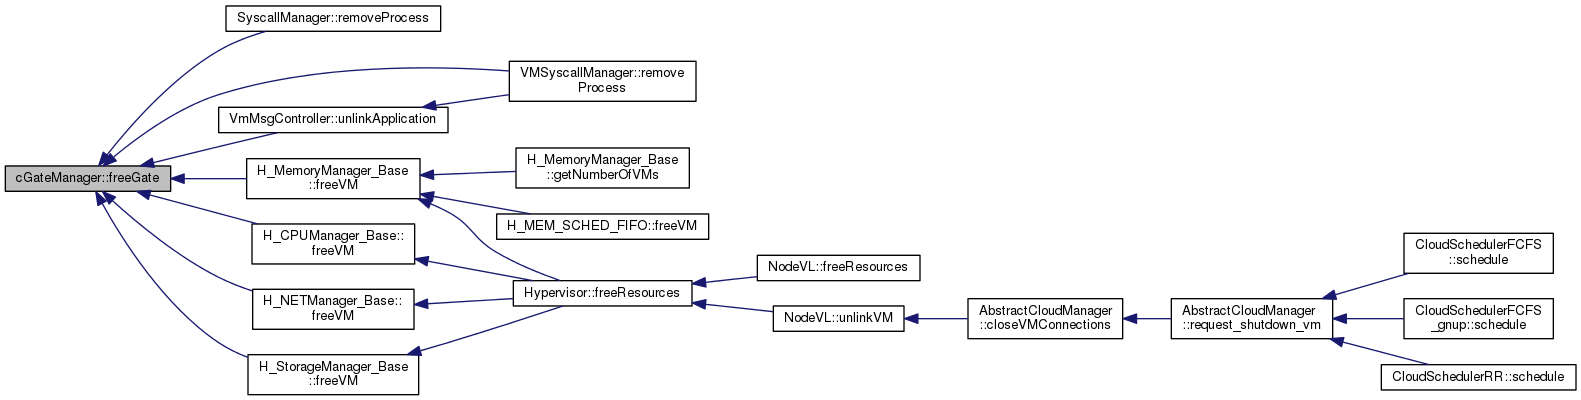 SyscallManager::removeProcess
VMSyscallManager::remove
Process
VmMsgController::unlinkApplication
cGateManager::freeGate
H_MemoryManager_Base
::freeVM
H_MemoryManager_Base
::getNumberOfVMs
H_MEM_SCHED_FIFO::freeVM
H_CPUManager_Base::
freeVM
H_NETManager_Base::
freeVM
H_StorageManager_Base
::freeVM
Hypervisor::freeResources
NodeVL::freeResources
NodeVL::unlinkVM
AbstractCloudManager
::closeVMConnections
AbstractCloudManager
::request_shutdown_vm
CloudSchedulerFCFS
::schedule
CloudSchedulerFCFS
_gnup::schedule
CloudSchedulerRR::schedule